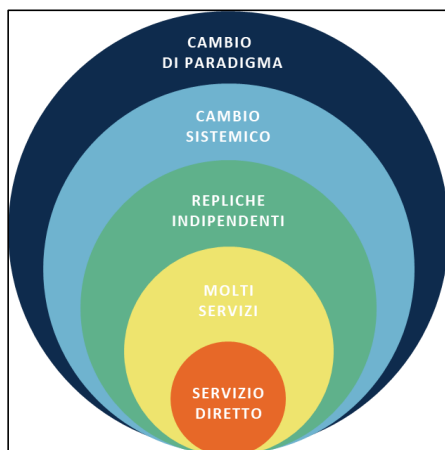 CAMBIO
DI PARADIGMA
CAMBIO
SISTEMICO
REPLICHE
INDIPENDENTI
MOLTI
SERVIZI
SERVIZIO
DIRETTO